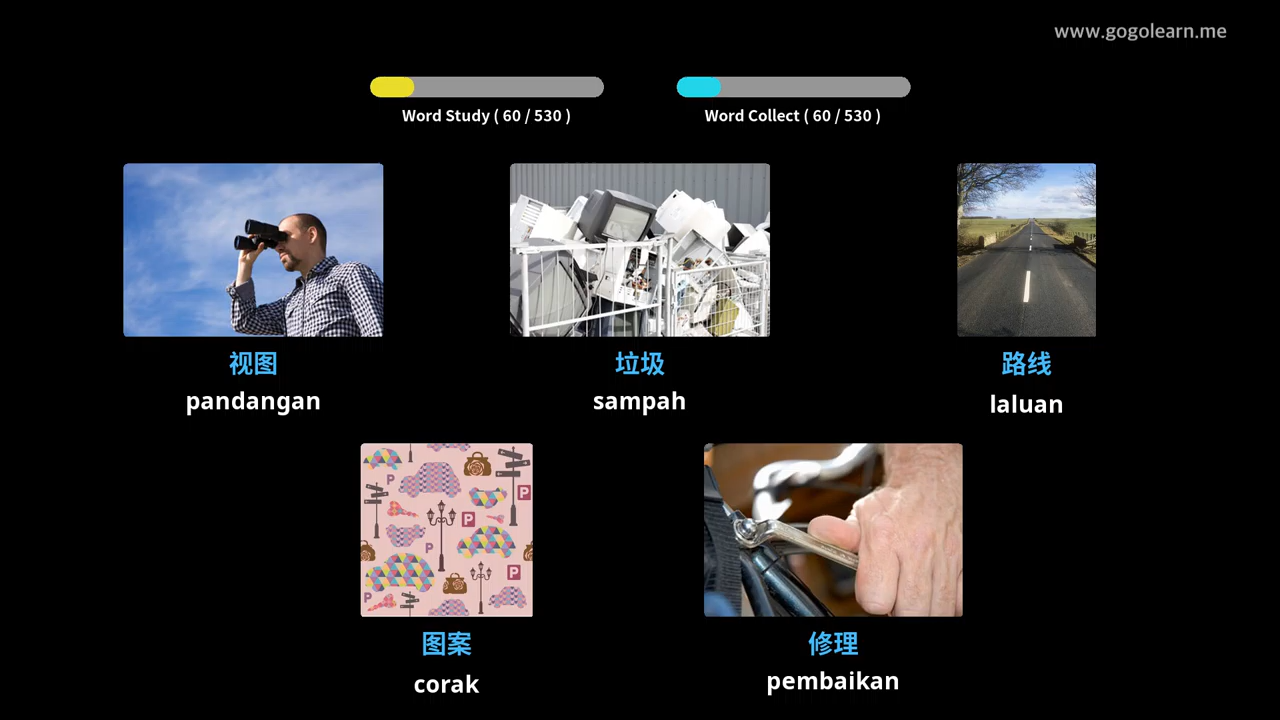 www.gogolearn.me
Word Study ( 60 / 530 )
Word Collect ( 60 / 530 )
视图
pandangan
垃圾
sampah
路线
laluan
P
P
P
P
P
P
图案
corak
修理
pembaikan